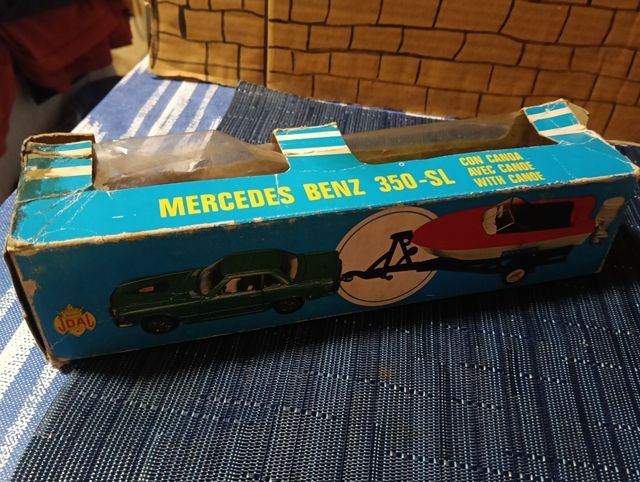 MERCEDES BENZ 350-SL
CON CANOA
AVEC CANOE
WITH CANOE
JOAL